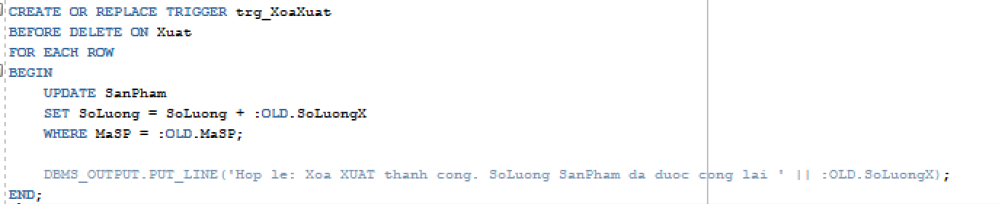 CREATE OR REPLACE TRIGGER trg_XoaXuat
BEFORE DELETE ON Xuat
FOR EACH ROW
BEGIN
    UPDATE SanPham
    SET SoLuong = SoLuong + :OLD.SoLuongX
    WHERE MaSP = :OLD.MaSP;

    DBMS_OUTPUT.PUT_LINE('Hop le: Xoa XUAT thanh cong. SoLuong SanPham da duoc cong lai ' || :OLD.SoLuongX);
END;